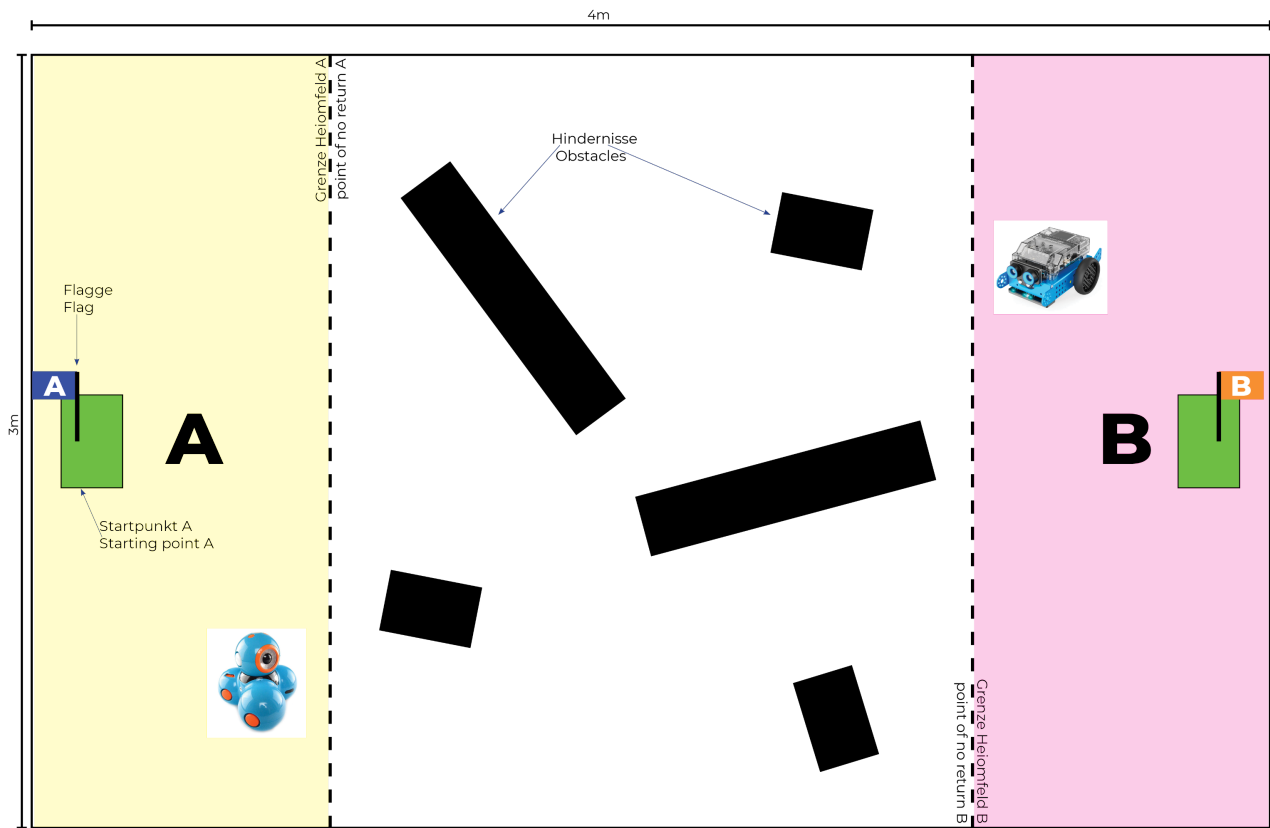 4m
3m
Grenze Heiomfeld A
point of no return A
Hindernisse
Obstacles
Flagge
Flag
A
A
Startpunkt A
Starting point A
B
B
point of no return B
Grenze Heiomfeld B